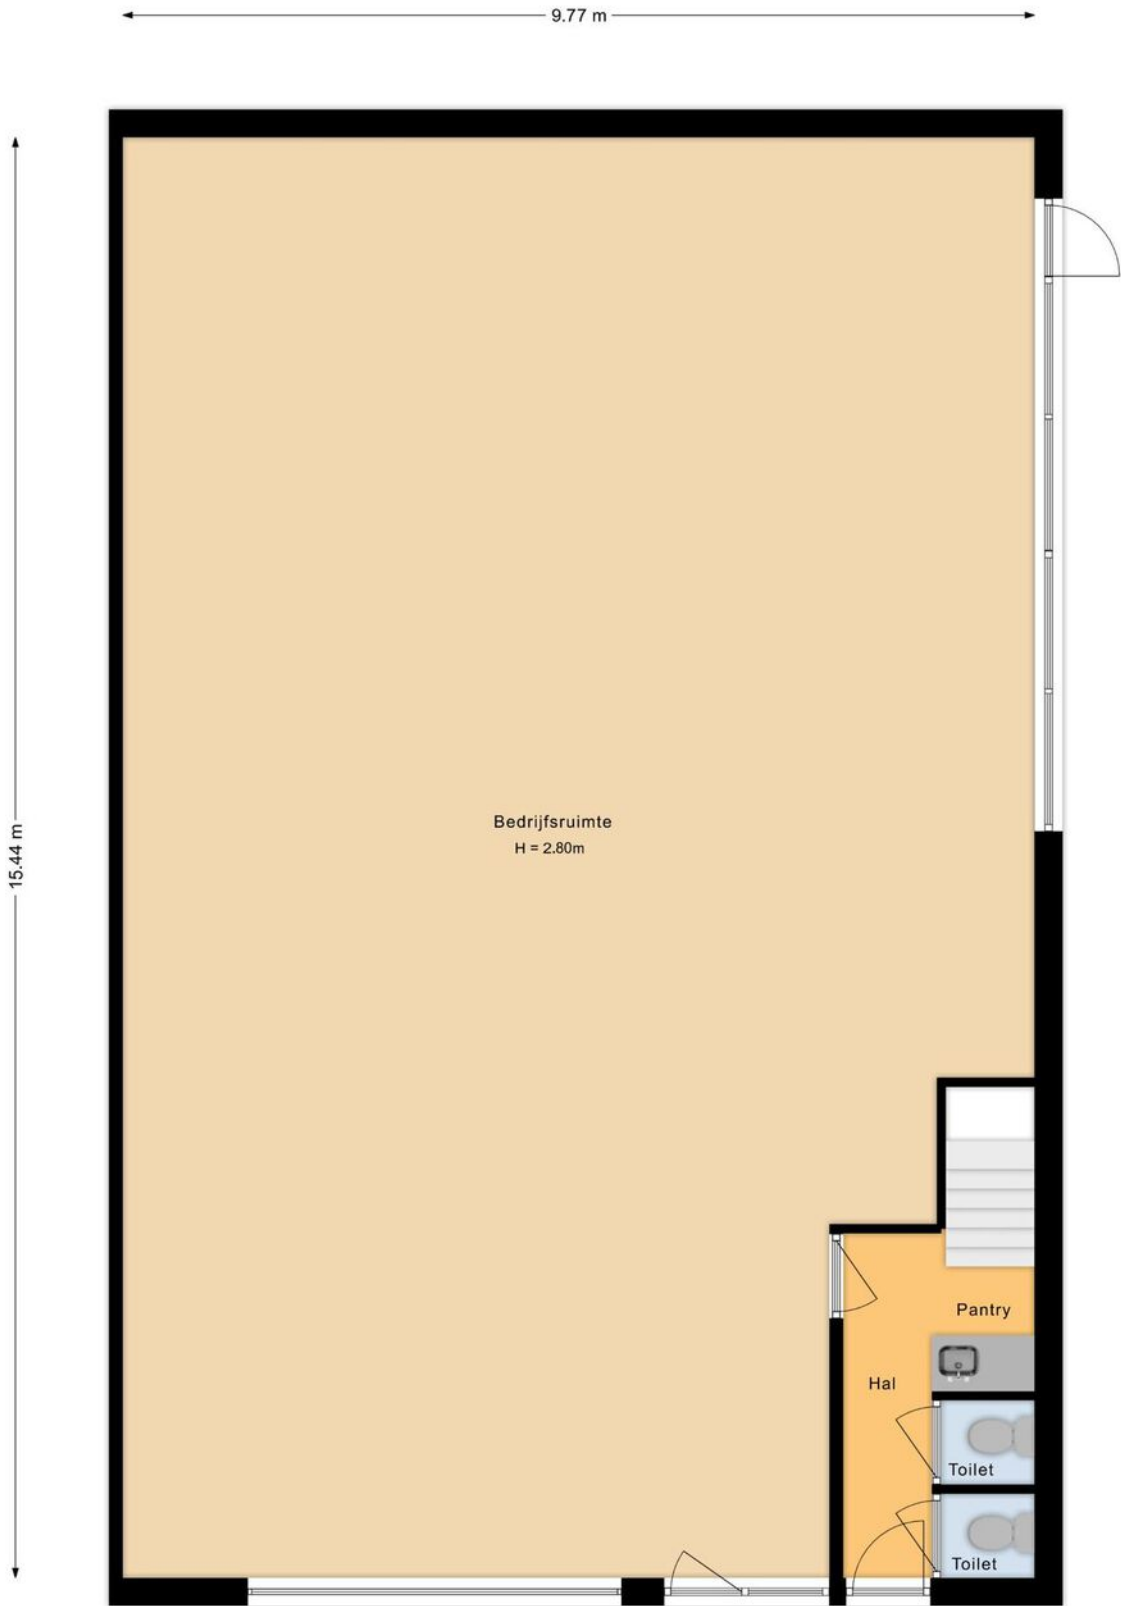 9.77 m
15.44 m
Bedrijfsruimte
H = 2.80m
Pantry
Hal
Toilet
Toilet